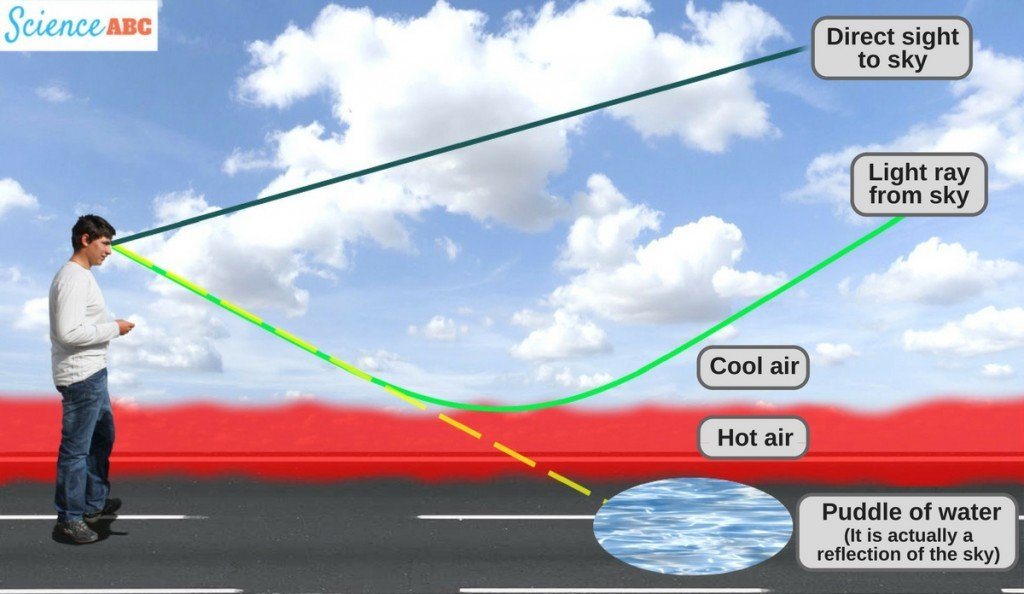 Science ABC
Direct sight
to sky
Light ray
from sky
Cool air
Hot air
Puddle of water
(It is actually a
reflection of the sky)